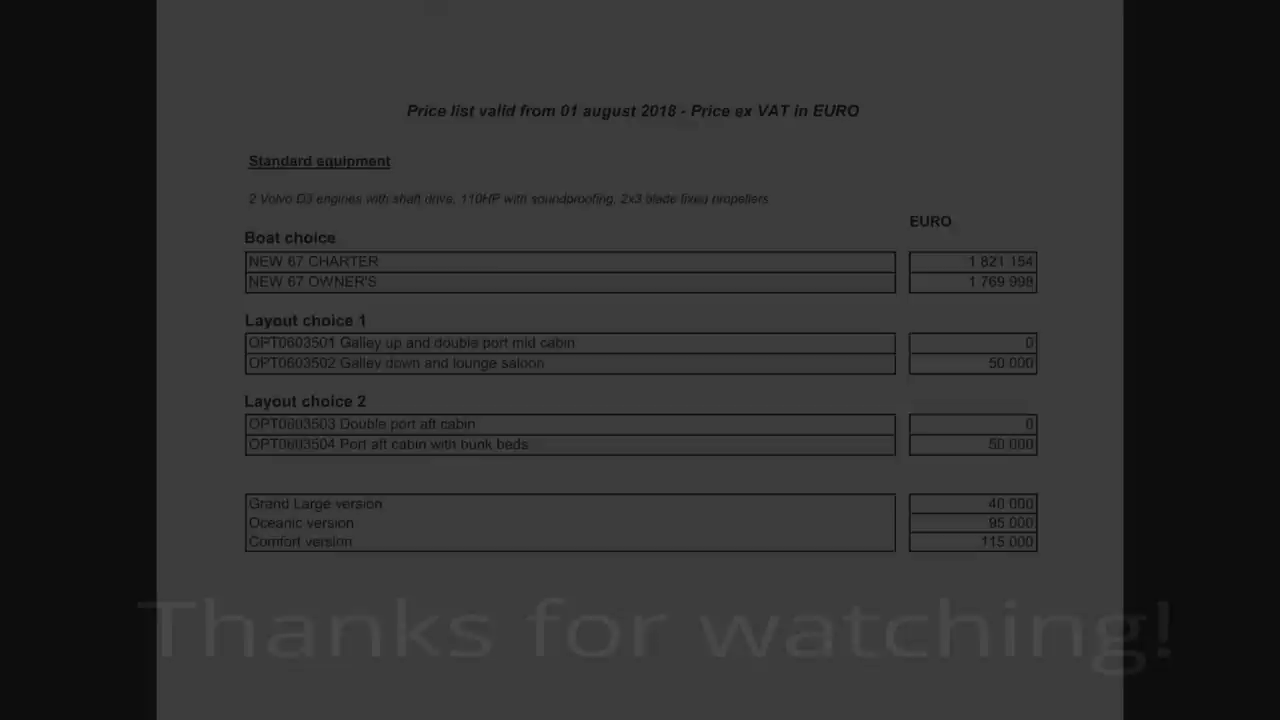 Price list valid from 01 august 2018 - Price ex VAT in EURO
Standard equipment
2 Volvo D3 engines with shaft drive, 110HP with soundproofing, 2x3 blade fixed propellers
EURO
Boat choice
NEW 67 CHARTER 1 821 154
NEW 67 OWNER'S 1 769 998
Layout choice 1
OPT0603501 Galley up and double port mid cabin 0
OPT0603502 Galley down and lounge saloon 50 000
Layout choice 2
OPT0603503 Double port aft cabin 0
OPT0603504 Port aft cabin with bunk beds 50 000
Grand Large version 40 000
Oceanic version 95 000
Comfort version 115 000
Thanks for watching!